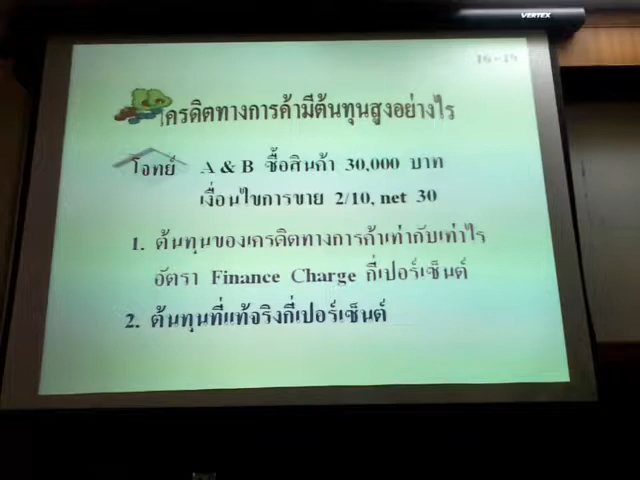 VERTEX
16-19
เครดิตทางการค้ามีต้นทุนสูงอย่างไร
โจทย์ A & B ซื้อสินค้า 30,000 บาท
เงื่อนไขการขาย 2/10, net 30
1. ต้นทุนของเครดิตทางการค้าเท่ากับเท่าไร
อัตรา Finance Charge กี่เปอร์เซ็นต์
2. ต้นทุนที่แท้จริงกี่เปอร์เซ็นต์